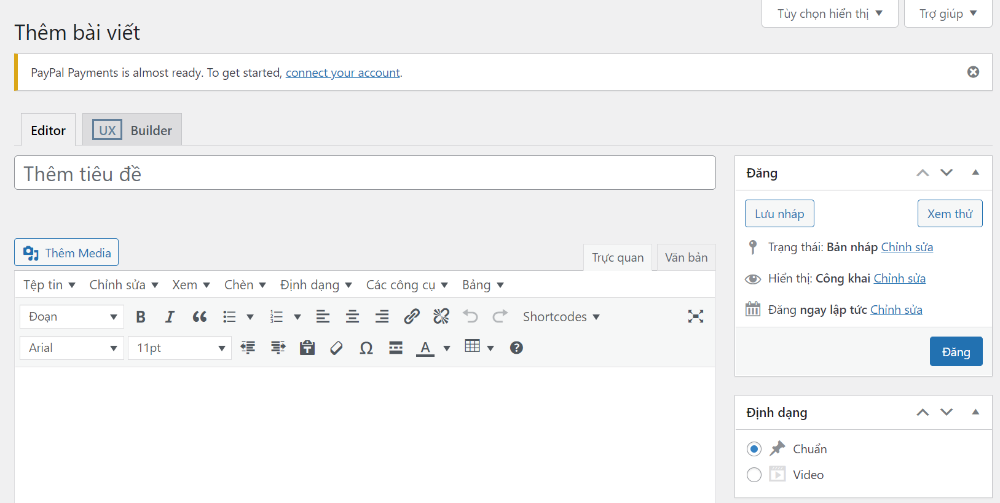 Tùy chọn hiển thị
Trợ giúp
Thêm bài viết
PayPal Payments is almost ready. To get started, connect your account.
Editor
UX Builder
Thêm tiêu đề
Thêm Media
Trực quan
Văn bản
Tệp tin Chỉnh sửa Xem Chèn Định dạng Các công cụ Bảng
Đoạn B I Shortcodes
Arial 11pt Ω A ?
Đăng
Lưu nháp
Xem thử
Trạng thái: Bản nháp Chỉnh sửa
Hiển thị: Công khai Chỉnh sửa
Đăng ngay lập tức Chỉnh sửa
Đăng
Định dạng
Chuẩn
Video